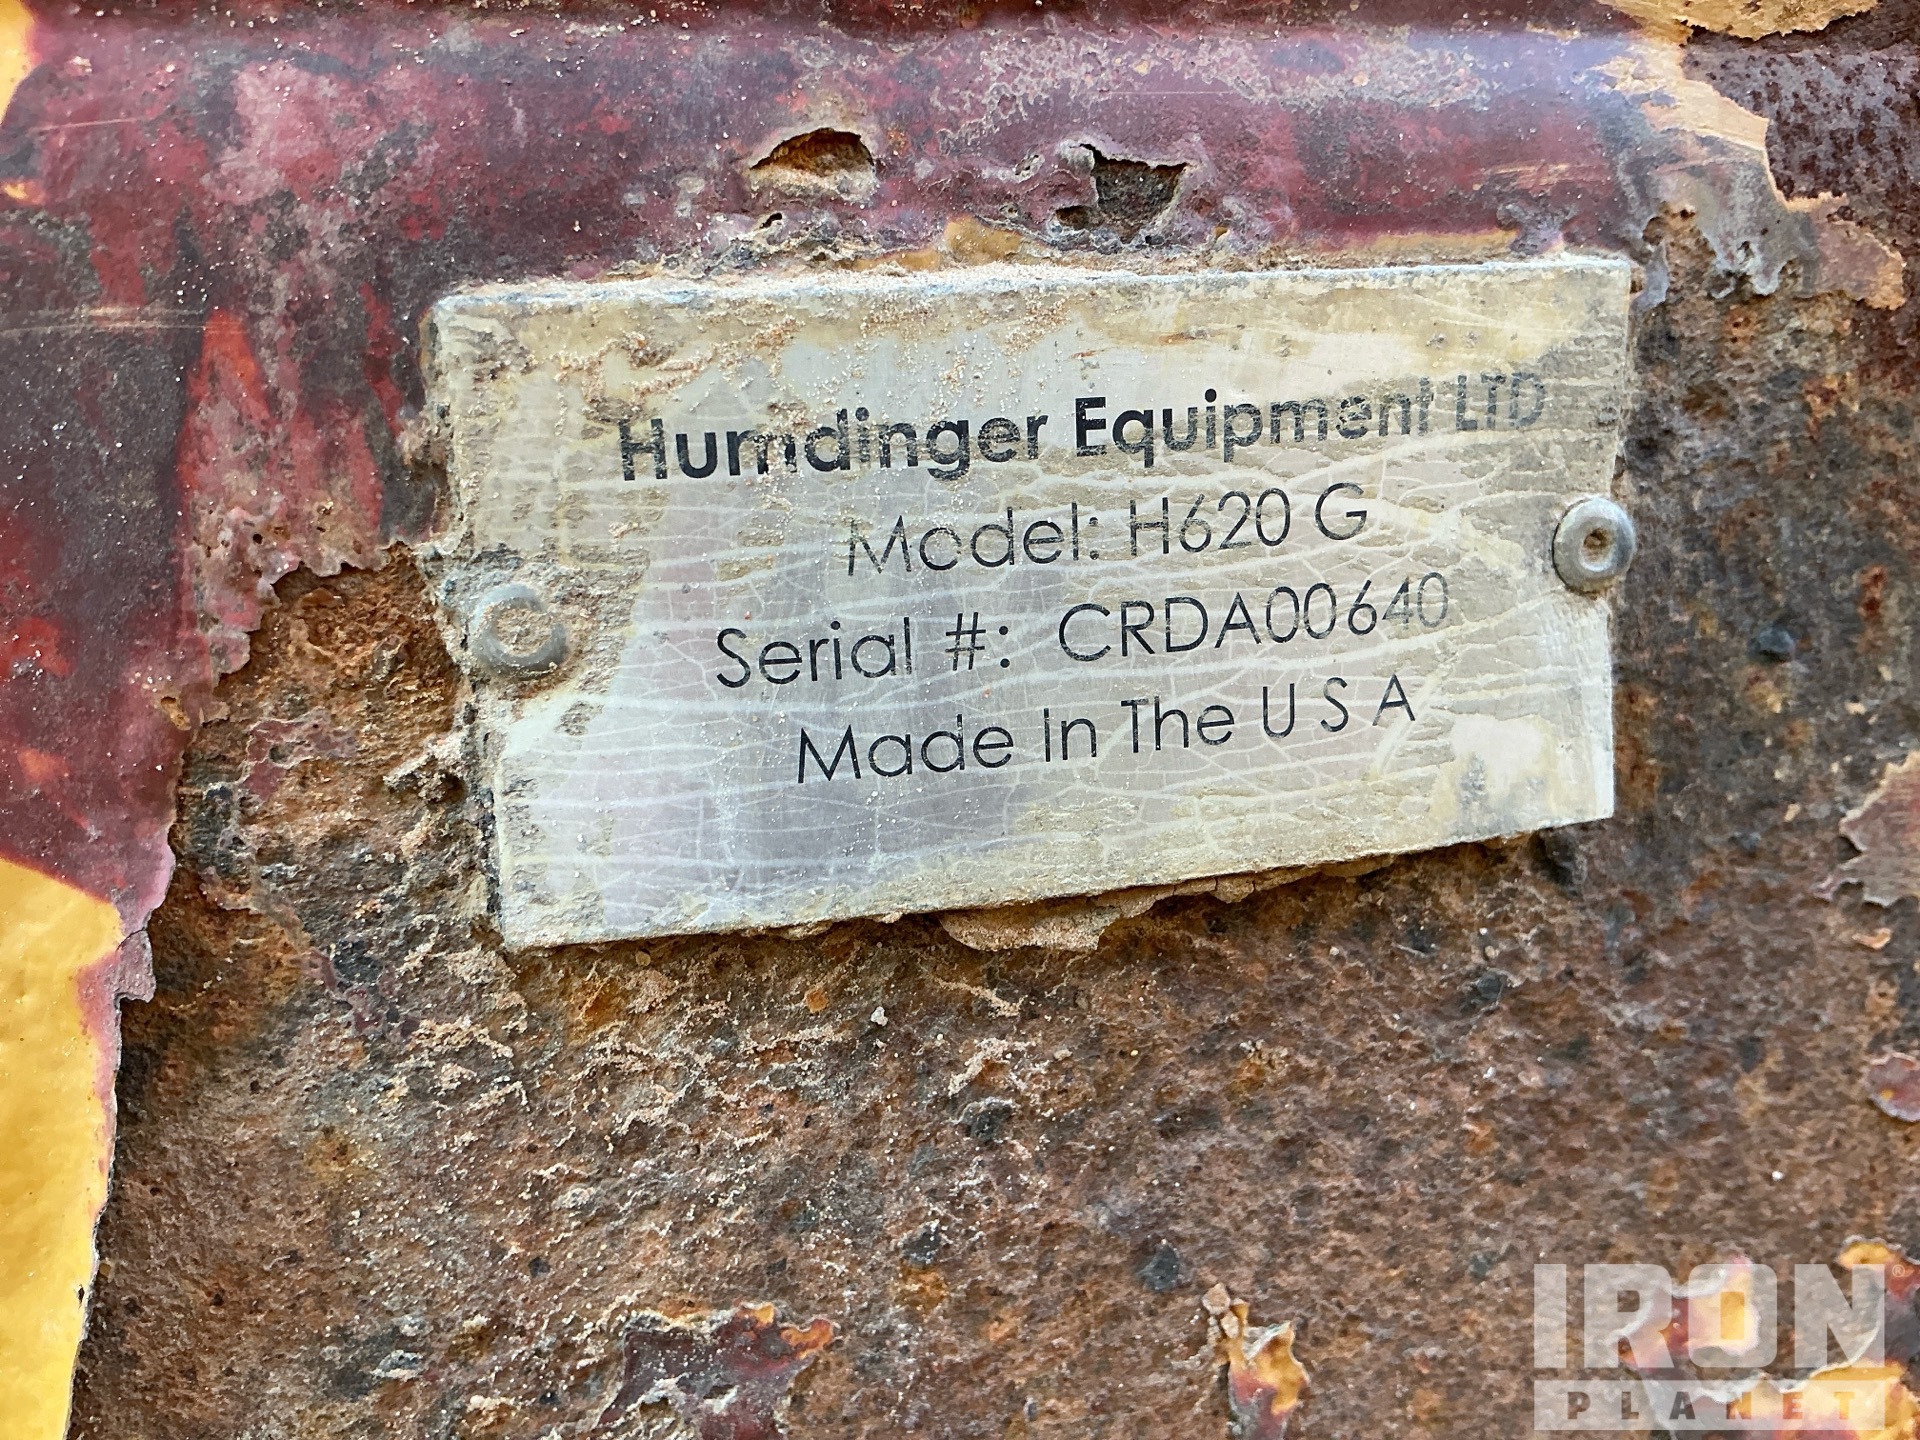 Humdinger Equipment LTD
Model: H620 G
Serial #: CRDA00640
Made In The U S A
IRON
PLANET